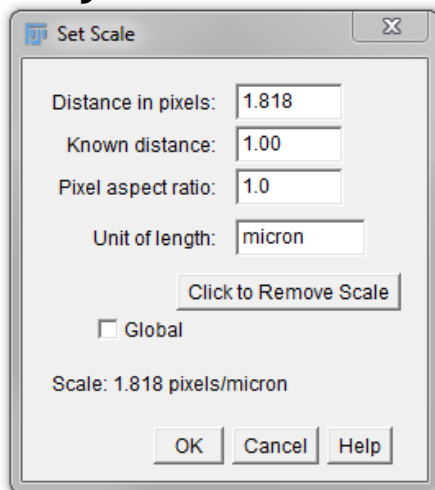 Set Scale
Distance in pixels: 1.818
Known distance: 1.00
Pixel aspect ratio: 1.0
Unit of length: micron
Click to Remove Scale
Global
Scale: 1.818 pixels/micron
OK Cancel Help